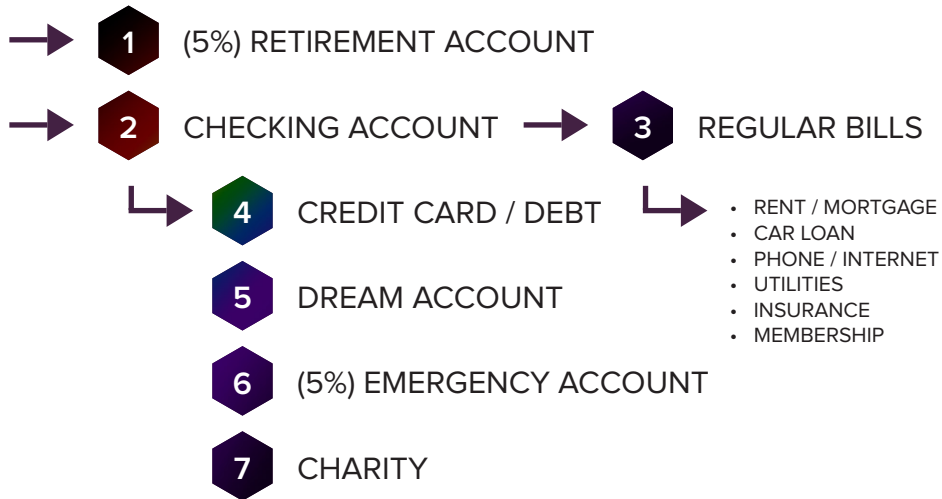 1 (5%) RETIREMENT ACCOUNT
2 CHECKING ACCOUNT
3 REGULAR BILLS
• RENT / MORTGAGE
• CAR LOAN
• PHONE / INTERNET
• UTILITIES
• INSURANCE
• MEMBERSHIP
4 CREDIT CARD / DEBT
5 DREAM ACCOUNT
6 (5%) EMERGENCY ACCOUNT
7 CHARITY